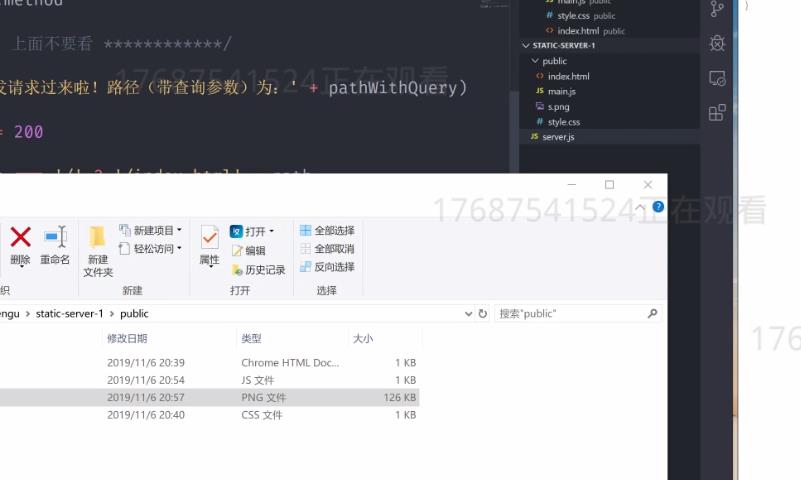 .method
上面不要看 ************/
发请求过来啦！路径（带查询参数）为：' + pathWithQuery)
= 200
main.js public
style.css public
index.html public
STATIC-SERVER-1
public
index.html
main.js
s.png
style.css
server.js
17687541524正在观看
17687541524正在观看
1768
删除
重命名
新建
文件夹
新建项目
轻松访问
新建
属性
打开
编辑
历史记录
打开
全部选择
全部取消
反向选择
选择
织
engu > static-server-1 > public
搜索"public"
修改日期 类型 大小
2019/11/6 20:39 Chrome HTML Doc... 1 KB
2019/11/6 20:54 JS 文件 1 KB
2019/11/6 20:57 PNG 文件 126 KB
2019/11/6 20:40 CSS 文件 1 KB